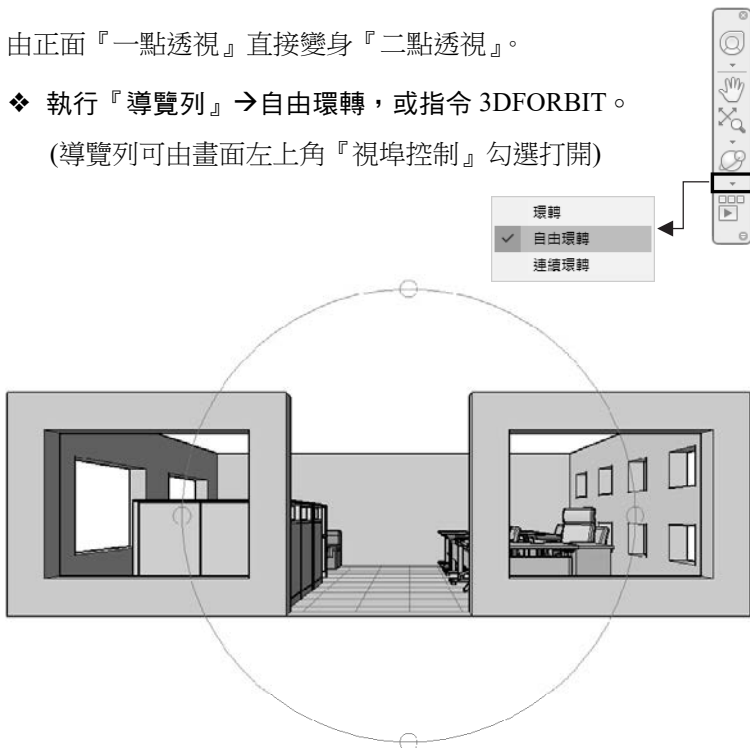 由正面『一點透視』直接變身『二點透視』。
❖ 執行『導覽列』→自由環轉，或指令 3DFORBIT。
(導覽列可由畫面左上角『視埠控制』勾選打開)
環轉
✓ 自由環轉
連續環轉